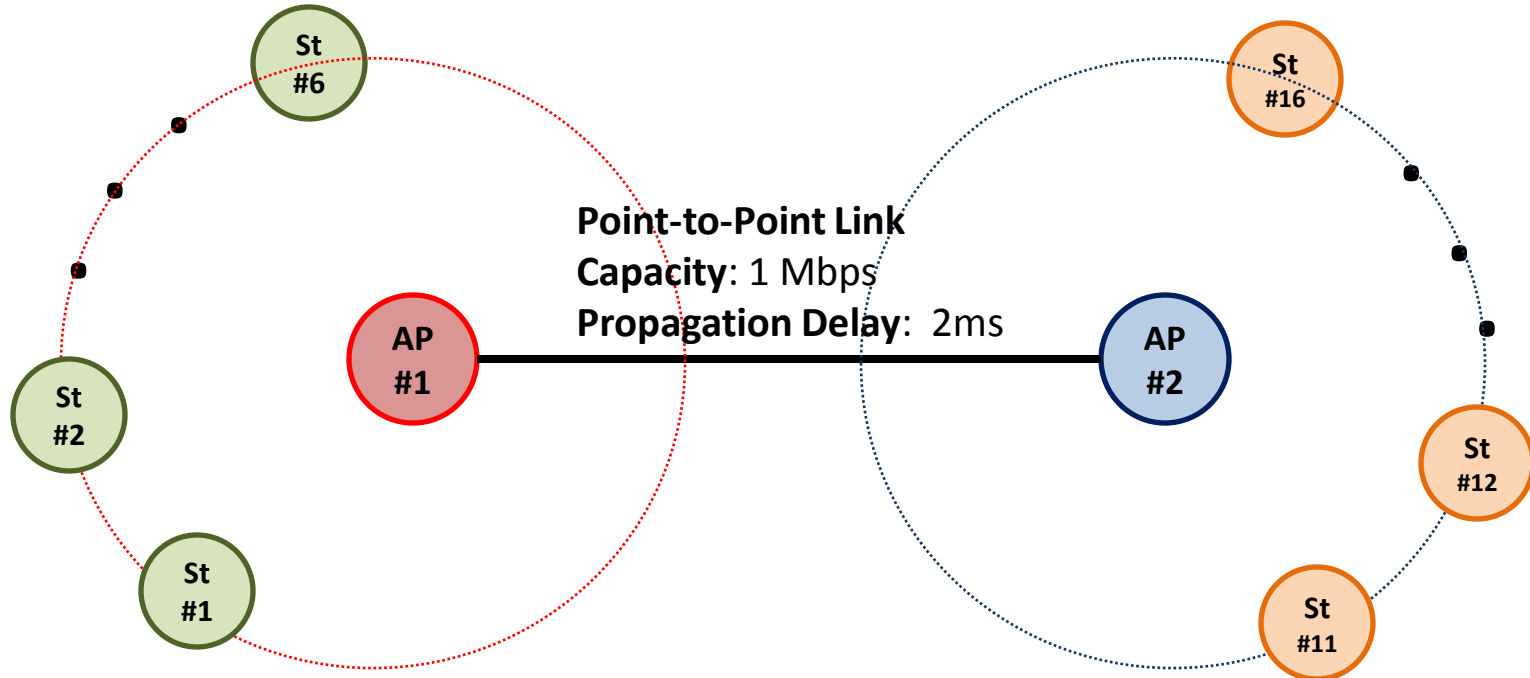 St
#6
St
#16
Point-to-Point Link
Capacity: 1 Mbps
Propagation Delay: 2ms
AP
#1
AP
#2
St
#2
St
#12
St
#1
St
#11